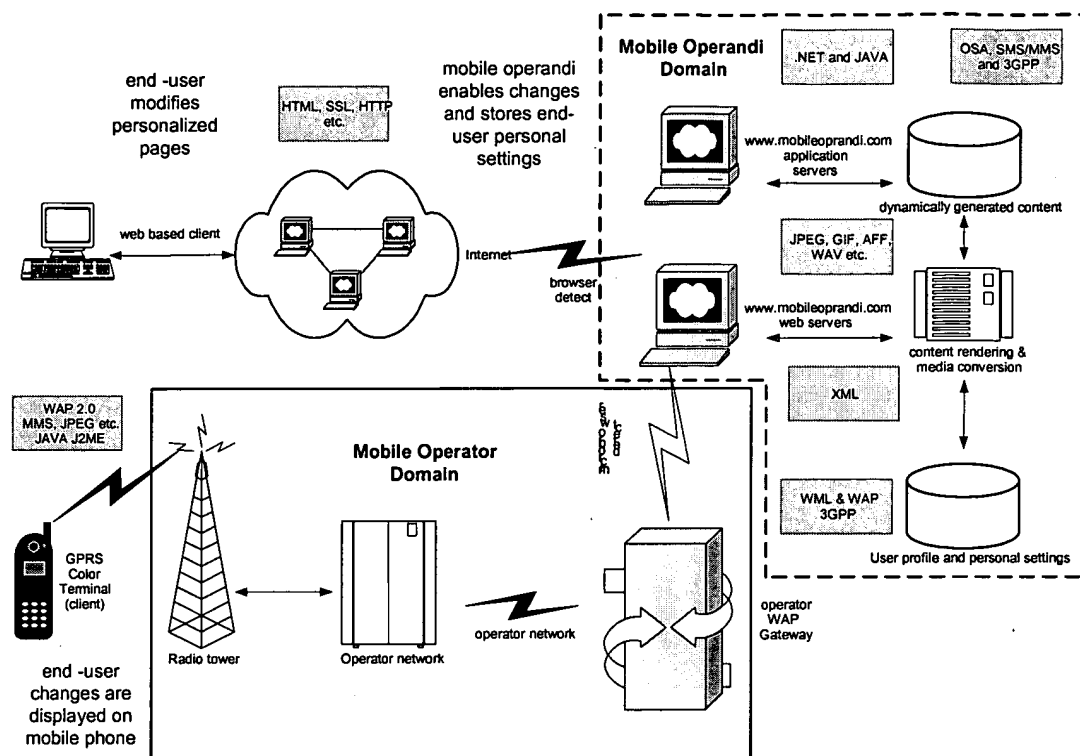 end -user
modifies
personalized
pages
HTML, SSL, HTTP
etc.
mobile operandi
enables changes
and stores end-
user personal
settings
Mobile Operandi
Domain
.NET and JAVA
OSA, SMS/MMS
and 3GPP
www.mobileoprandi.com
application
servers
dynamically generated content
web based client
Internet
browser
detect
JPEG, GIF, AFF,
WAV etc.
www.mobileoprandi.com
web servers
content rendering &
media conversion
XML
WML & WAP
3GPP
User profile and personal settings
WAP 2.0
MMS, JPEG etc.
JAVA J2ME
Mobile Operator
Domain
GPRS
Color
Terminal
(client)
Radio tower
Operator network
operator network
operator
WAP
Gateway
end -user
changes are
displayed on
mobile phone